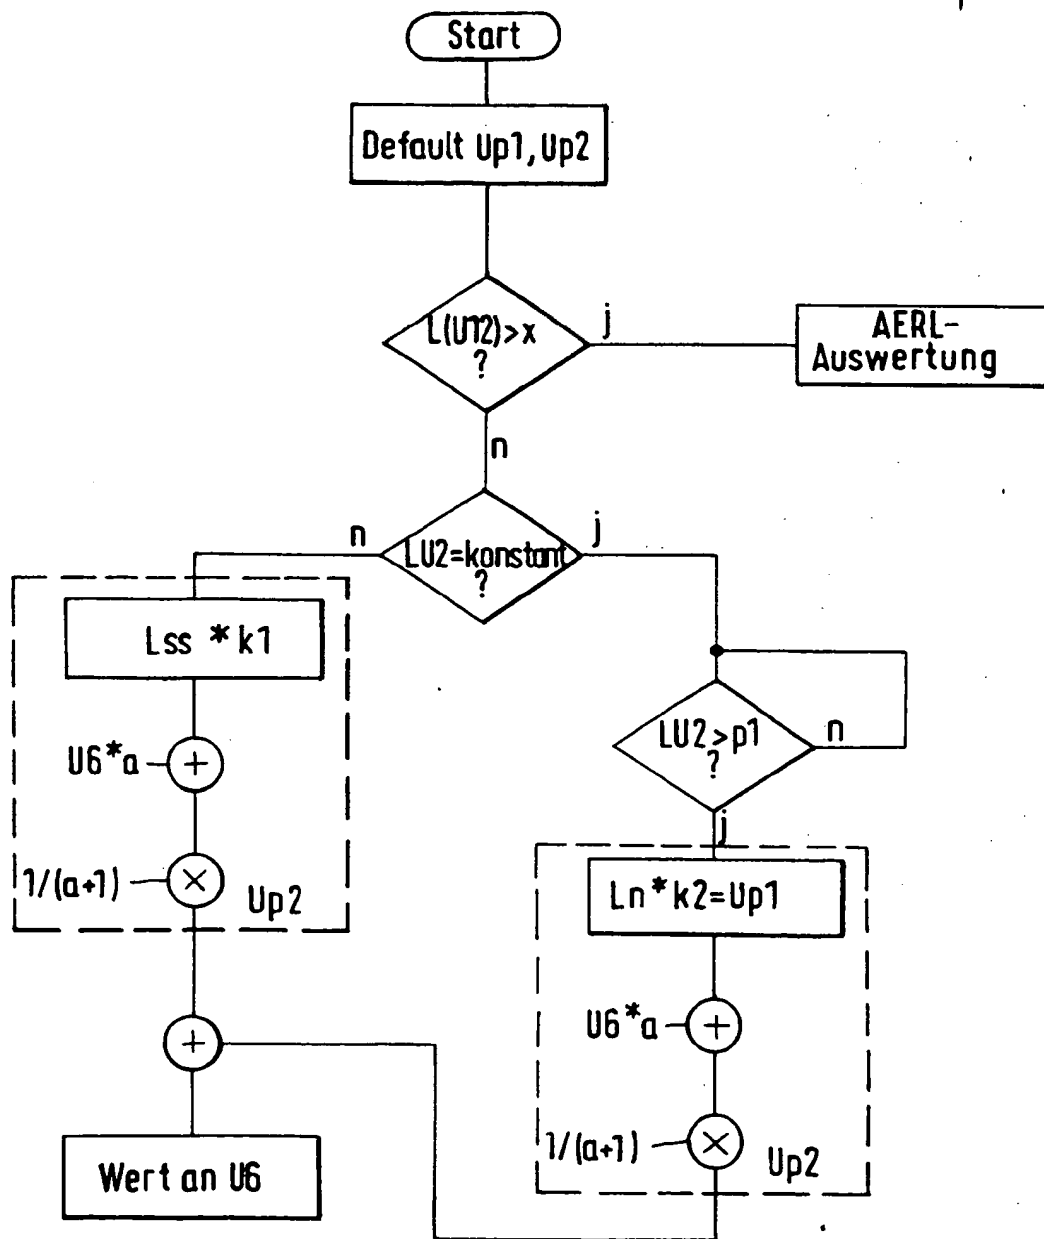 Start
Default Up1, Up2
L(U12)>x
?
j
AERL-
Auswertung
n
n
LU2=konstant
?
j
Lss * k1
U6*a
+
1/(a+1)
×
Up2
LU2>p1
?
n
j
Ln*k2=Up1
U6*a
+
1/(a+1)
×
Up2
+
Wert an U6